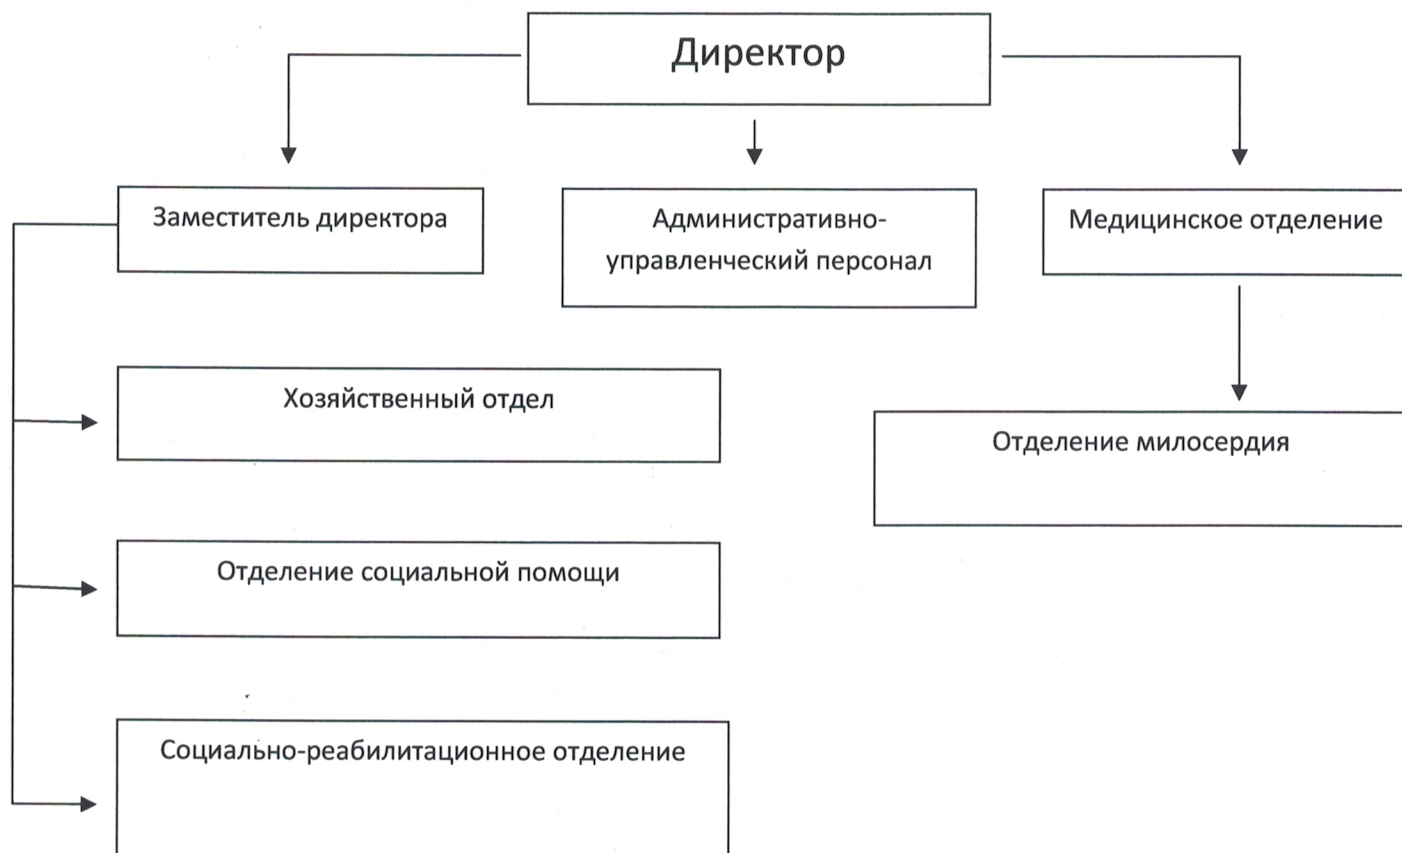 Директор
Заместитель директора
Административно-
управленческий персонал
Медицинское отделение
Хозяйственный отдел
Отделение милосердия
Отделение социальной помощи
Социально-реабилитационное отделение